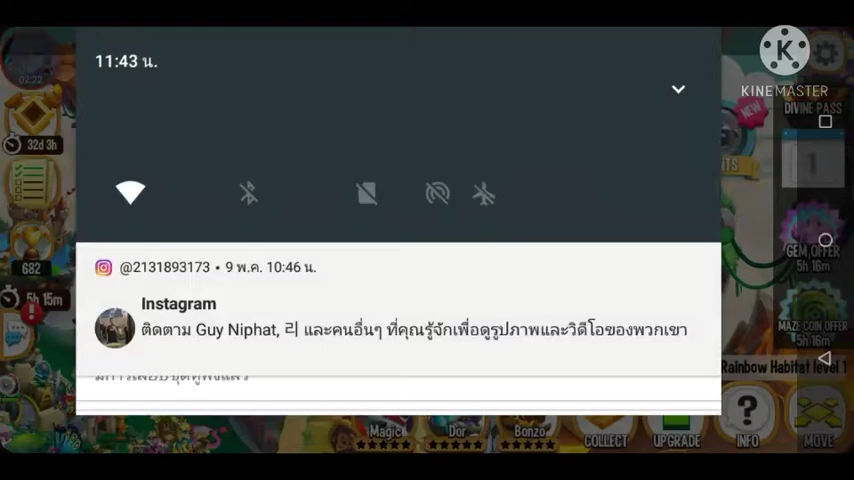 11:43 น.
KINEMASTER
02:22
DIVINE PASS
NEW
32d 3h
1
682
@2131893173 • 9 พ.ค. 10:46 น.
GEM OFFER
5h 16m
5h 15m
Instagram
ติดตาม Guy Niphat, 리 และคนอื่นๆ ที่คุณรู้จักเพื่อดูรูปภาพและวิดีโอของพวกเขา
MAZE COIN OFFER
5h 16m
Rainbow Habitat level 1
Magic
Dor
Bonzo
COLLECT
UPGRADE
INFO
MOVE